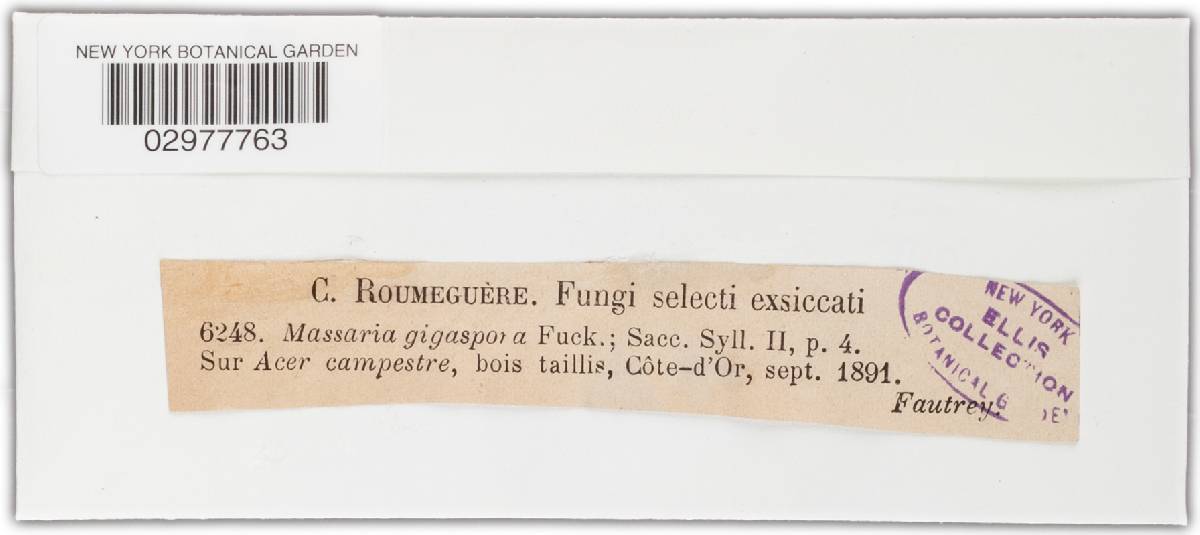 NEW YORK BOTANICAL GARDEN
02977763
C. ROUMEGUÈRE. Fungi selecti exsiccati
6248. Massaria gigaspora Fuck.; Sacc. Syll. II, p. 4.
Sur Acer campestre, bois taillis, Côte-d'Or, sept. 1891.
Fautrey.
NEW YORK
ELLIS
COLLECTION
BOTANICAL